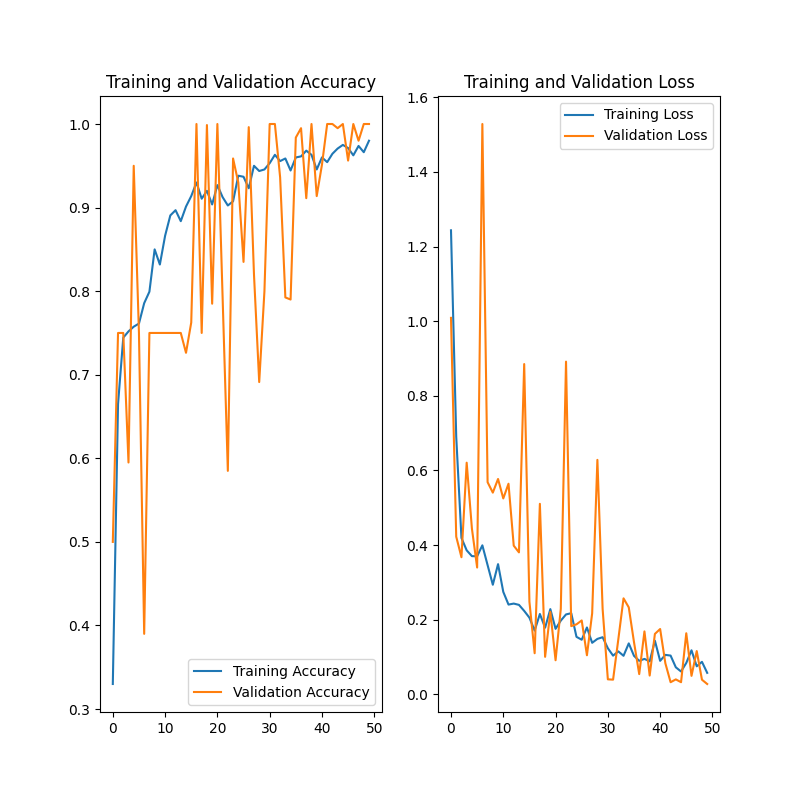 Training and Validation Accuracy
1.0
0.9
0.8
0.7
0.6
0.5
0.4
0.3
0 10 20 30 40 50
Training Accuracy
Validation Accuracy
Training and Validation Loss
1.6
1.4
1.2
1.0
0.8
0.6
0.4
0.2
0.0
0 10 20 30 40 50
Training Loss
Validation Loss